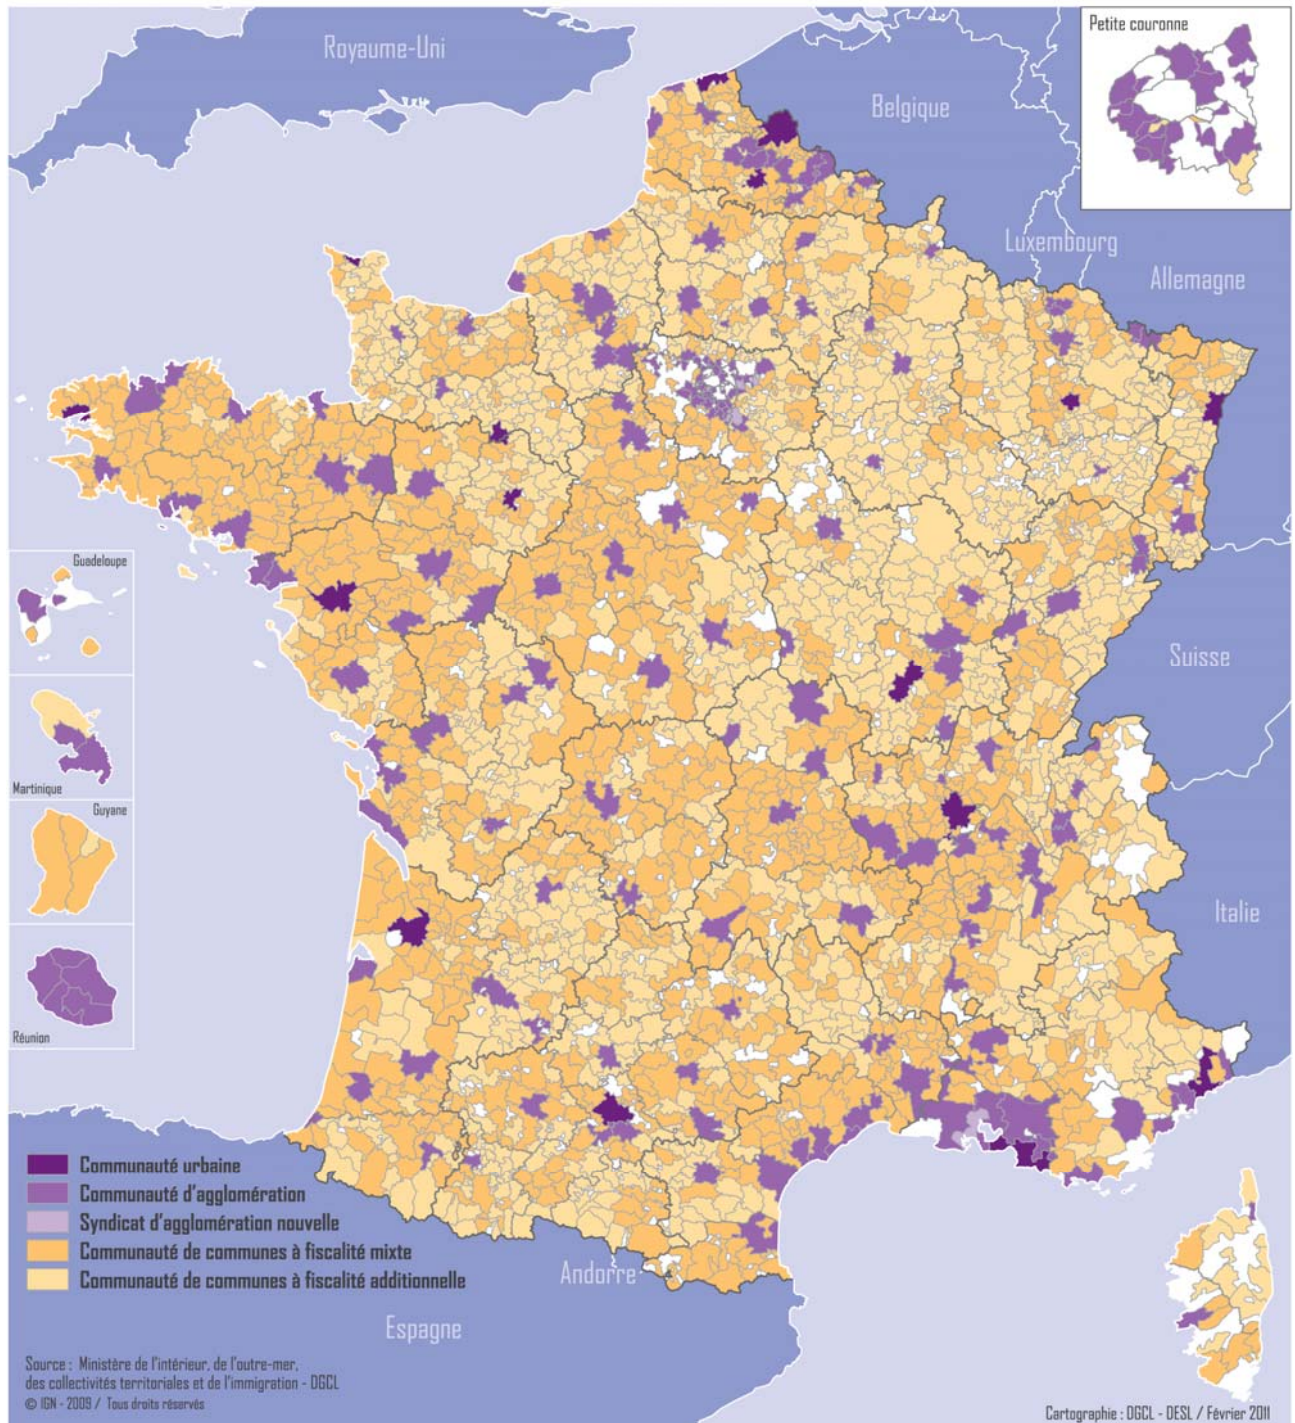 Petite couronne
Royaume-Uni
Belgique
Luxembourg
Allemagne
Guadeloupe
Suisse
Martinique
Guyane
Italie
Réunion
Communauté urbaine
Communauté d'agglomération
Syndicat d'agglomération nouvelle
Communauté de communes à fiscalité mixte
Communauté de communes à fiscalité additionnelle
Andorre
Espagne
Source : Ministère de l'intérieur, de l'outre-mer,
des collectivités territoriales et de l'immigration - DGCL
© IGN - 2009 / Tous droits réservés
Cartographie : DGCL - DESL / Février 2011